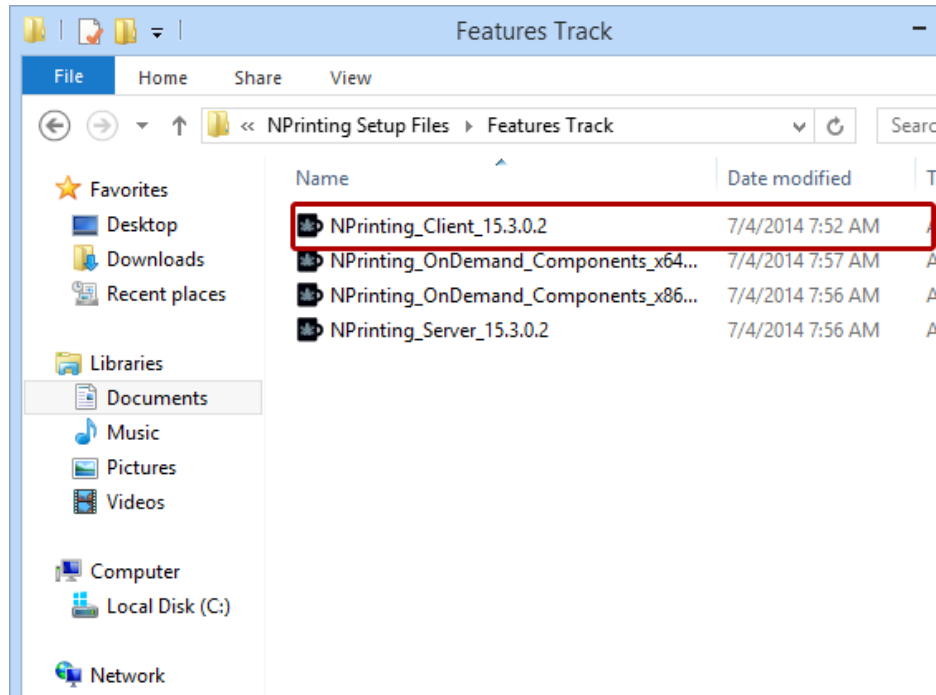 Features Track
File Home Share View
« NPrinting Setup Files Features Track
Name Date modified
Favorites
Desktop
Downloads
Recent places
Libraries
Documents
Music
Pictures
Videos
Computer
Local Disk (C:)
Network
NPrinting_Client_15.3.0.2 7/4/2014 7:52 AM
NPrinting_OnDemand_Components_x64... 7/4/2014 7:57 AM
NPrinting_OnDemand_Components_x86... 7/4/2014 7:56 AM
NPrinting_Server_15.3.0.2 7/4/2014 7:56 AM